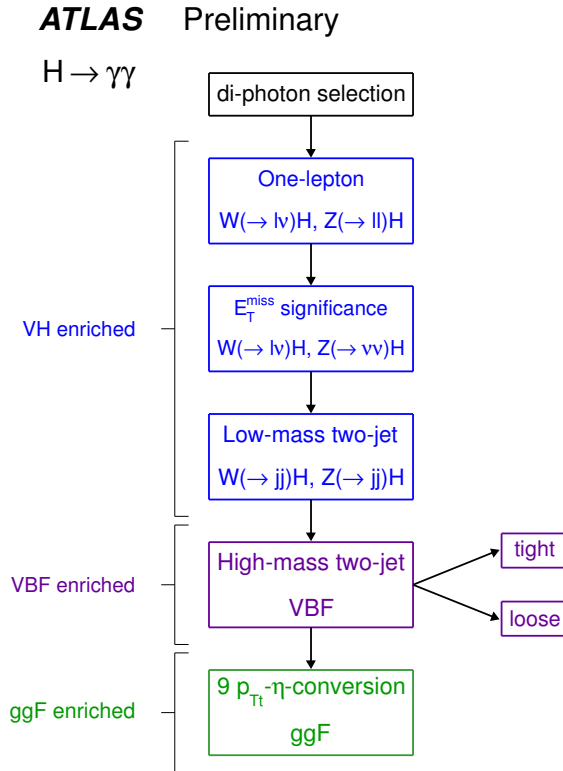 ATLAS Preliminary
H → γγ
di-photon selection
One-lepton
W(→ lν)H, Z(→ ll)H
E_T^miss significance
W(→ lν)H, Z(→ νν)H
VH enriched
Low-mass two-jet
W(→ jj)H, Z(→ jj)H
High-mass two-jet
VBF
VBF enriched
tight
loose
9 p_Tt-η-conversion
ggF
ggF enriched